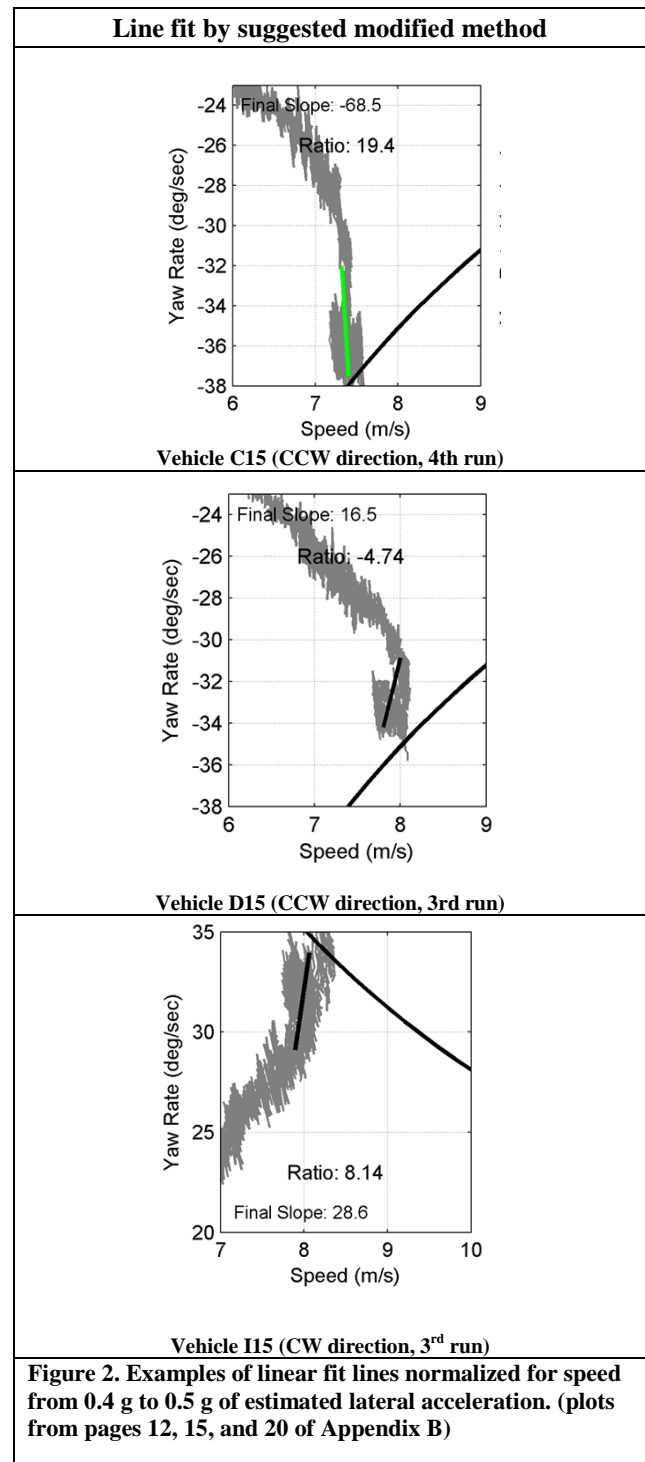 Line fit by suggested modified method
-24
-26
-28
-30
-32
-34
-36
-38
Yaw Rate (deg/sec)
Final Slope: -68.5
Ratio: 19.4
6 7 8 9
Speed (m/s)
Vehicle C15 (CCW direction, 4th run)
-24
-26
-28
-30
-32
-34
-36
-38
Yaw Rate (deg/sec)
Final Slope: 16.5
Ratio: -4.74
6 7 8 9
Speed (m/s)
Vehicle D15 (CCW direction, 3rd run)
35
30
25
20
Yaw Rate (deg/sec)
Ratio: 8.14
Final Slope: 28.6
7 8 9 10
Speed (m/s)
Vehicle I15 (CW direction, 3rd run)
Figure 2. Examples of linear fit lines normalized for speed
from 0.4 g to 0.5 g of estimated lateral acceleration. (plots
from pages 12, 15, and 20 of Appendix B)